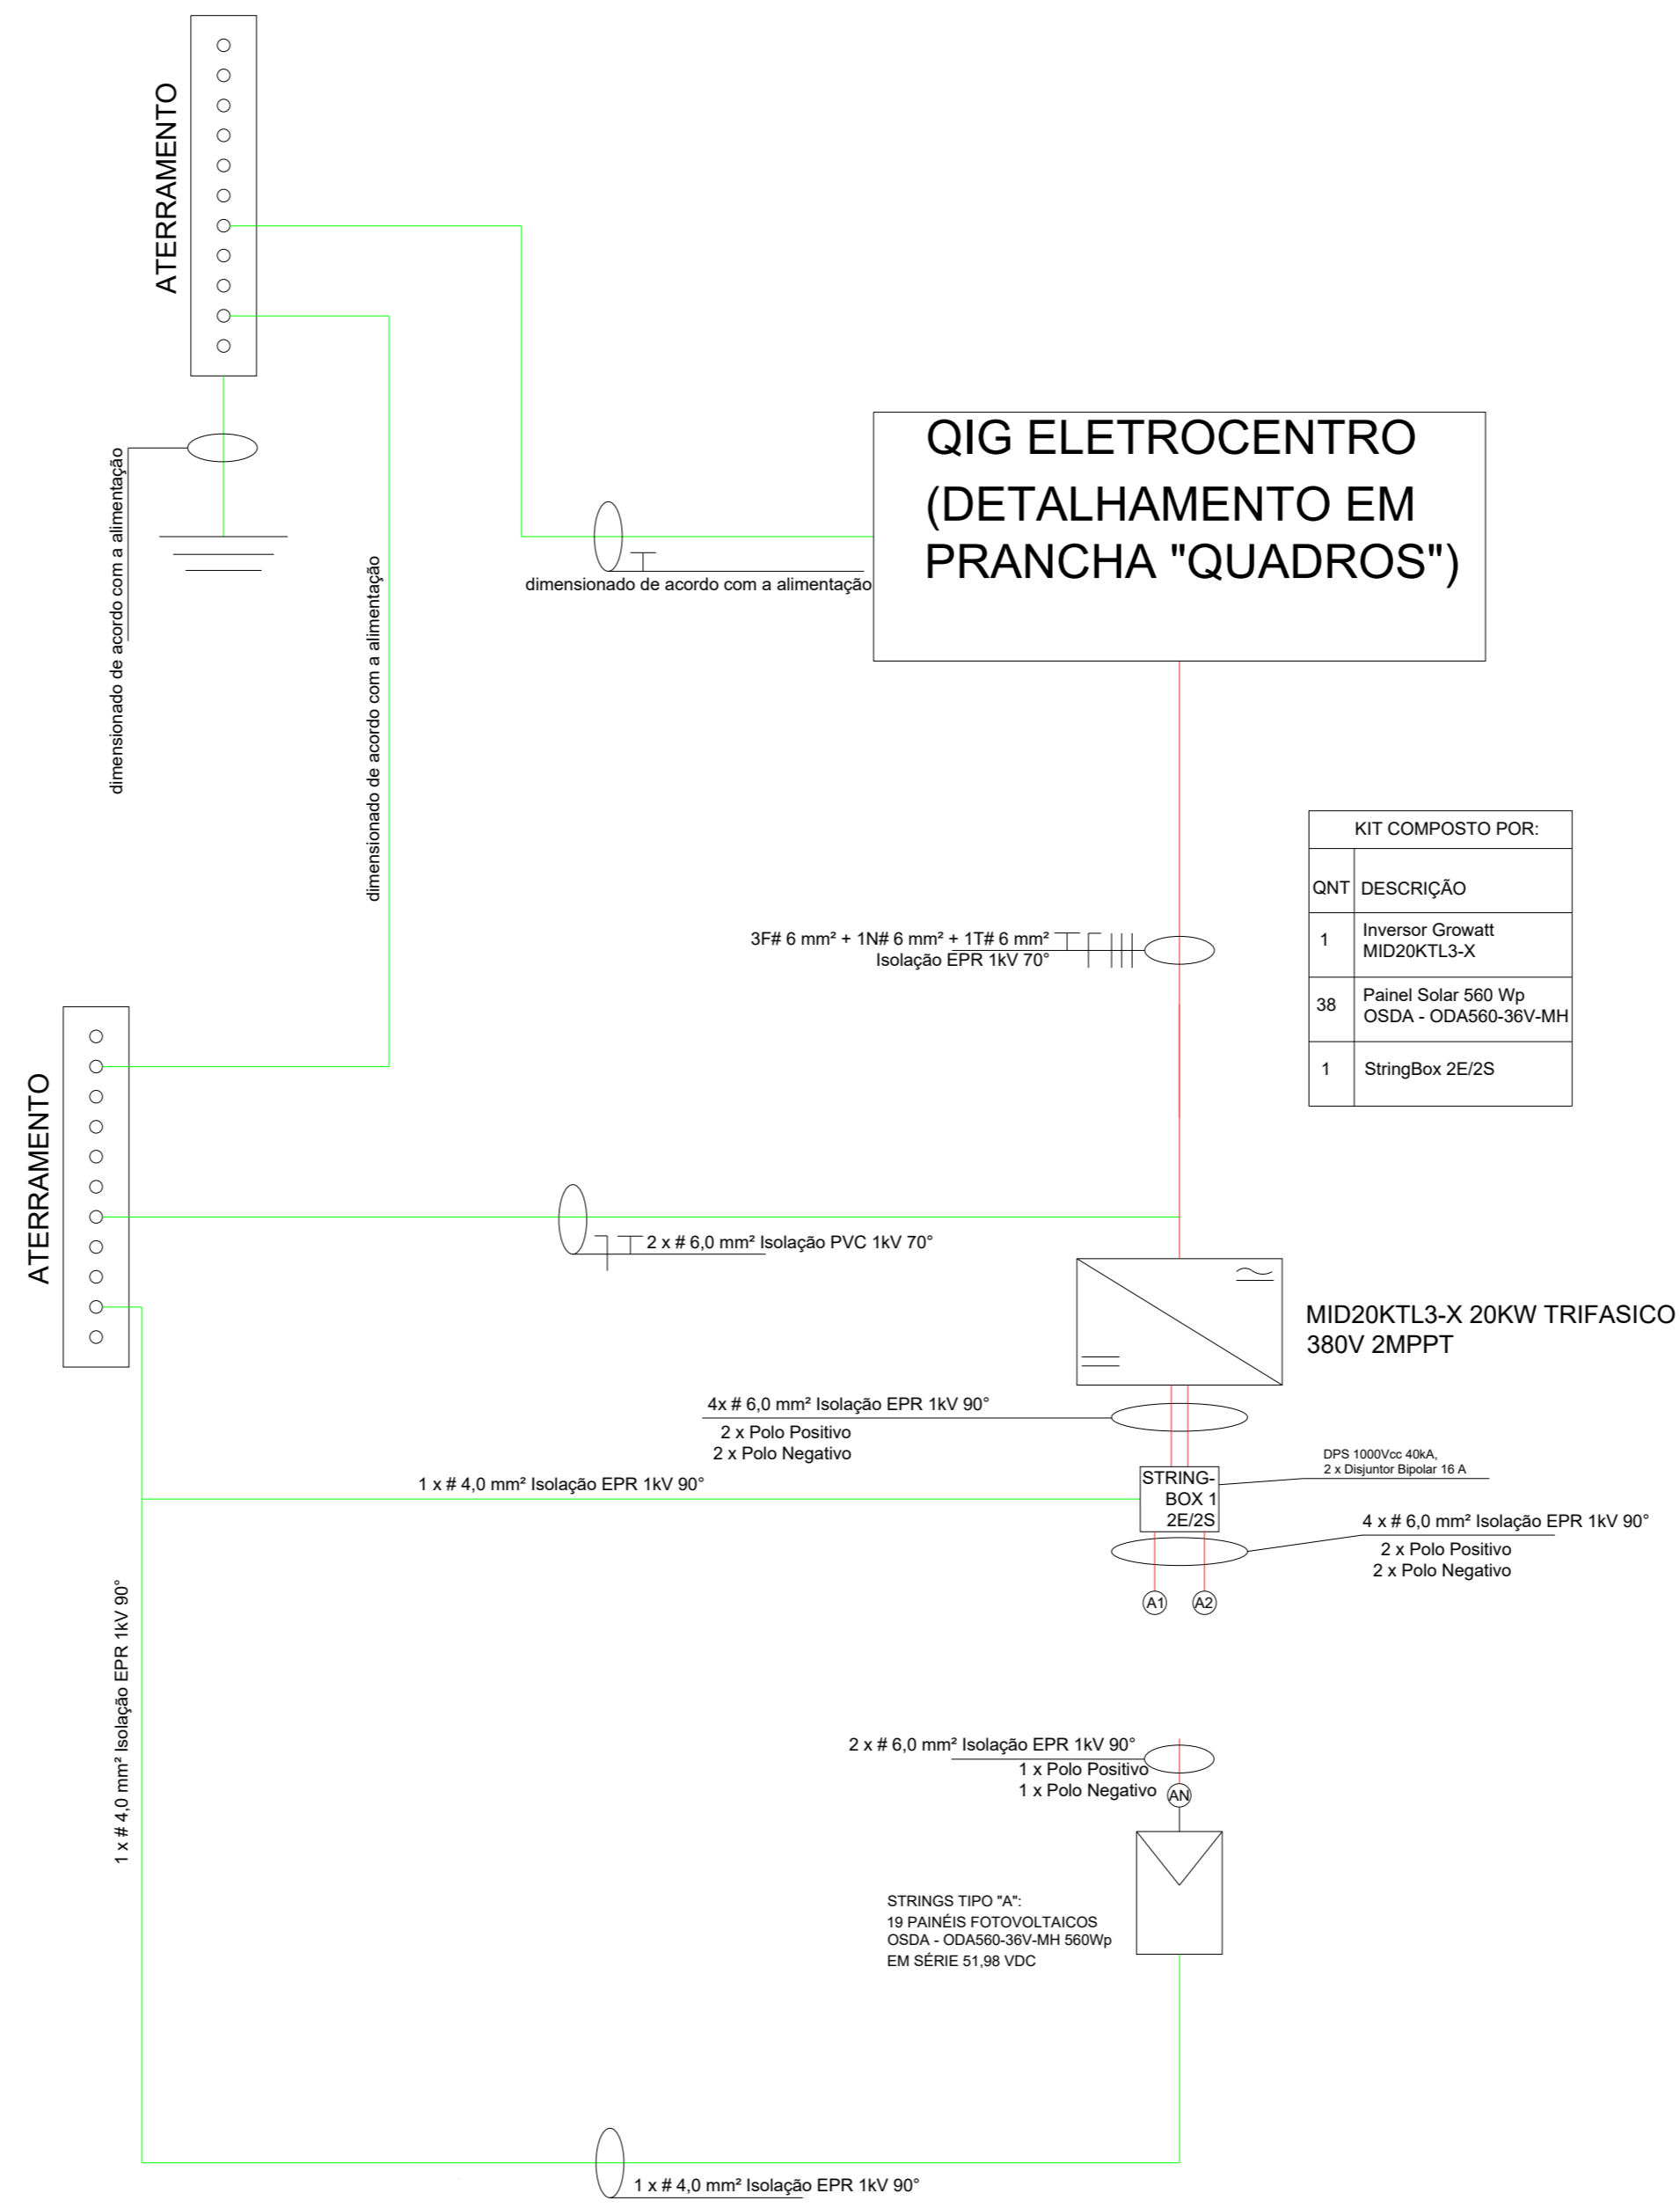 ATERRAMENTO
dimensionado de acordo com a alimentação
dimensionado de acordo com a alimentação
QIG ELETROCENTRO
(DETALHAMENTO EM
PRANCHA "QUADROS")
dimensionado de acordo com a alimentação
KIT COMPOSTO POR:
QNT DESCRIÇÃO
1 Inversor Growatt
MID20KTL3-X
38 Painel Solar 560 Wp
OSDA - ODA560-36V-MH
1 StringBox 2E/2S
3F# 6 mm² + 1N# 6 mm² + 1T# 6 mm²
Isolação EPR 1kV 70°
ATERRAMENTO
2 x # 6,0 mm² Isolação PVC 1kV 70°
MID20KTL3-X 20KW TRIFASICO
380V 2MPPT
4x # 6,0 mm² Isolação EPR 1kV 90°
2 x Polo Positivo
2 x Polo Negativo
DPS 1000Vcc 40kA,
2 x Disjuntor Bipolar 16 A
1 x # 4,0 mm² Isolação EPR 1kV 90°
STRING-
BOX 1
2E/2S
4 x # 6,0 mm² Isolação EPR 1kV 90°
2 x Polo Positivo
2 x Polo Negativo
A1 A2
1 x # 4,0 mm² Isolação EPR 1kV 90°
2 x # 6,0 mm² Isolação EPR 1kV 90°
1 x Polo Positivo
1 x Polo Negativo
AN
STRINGS TIPO "A":
19 PAINÉIS FOTOVOLTAICOS
OSDA - ODA560-36V-MH 560Wp
EM SÉRIE 51,98 VDC
1 x # 4,0 mm² Isolação EPR 1kV 90°